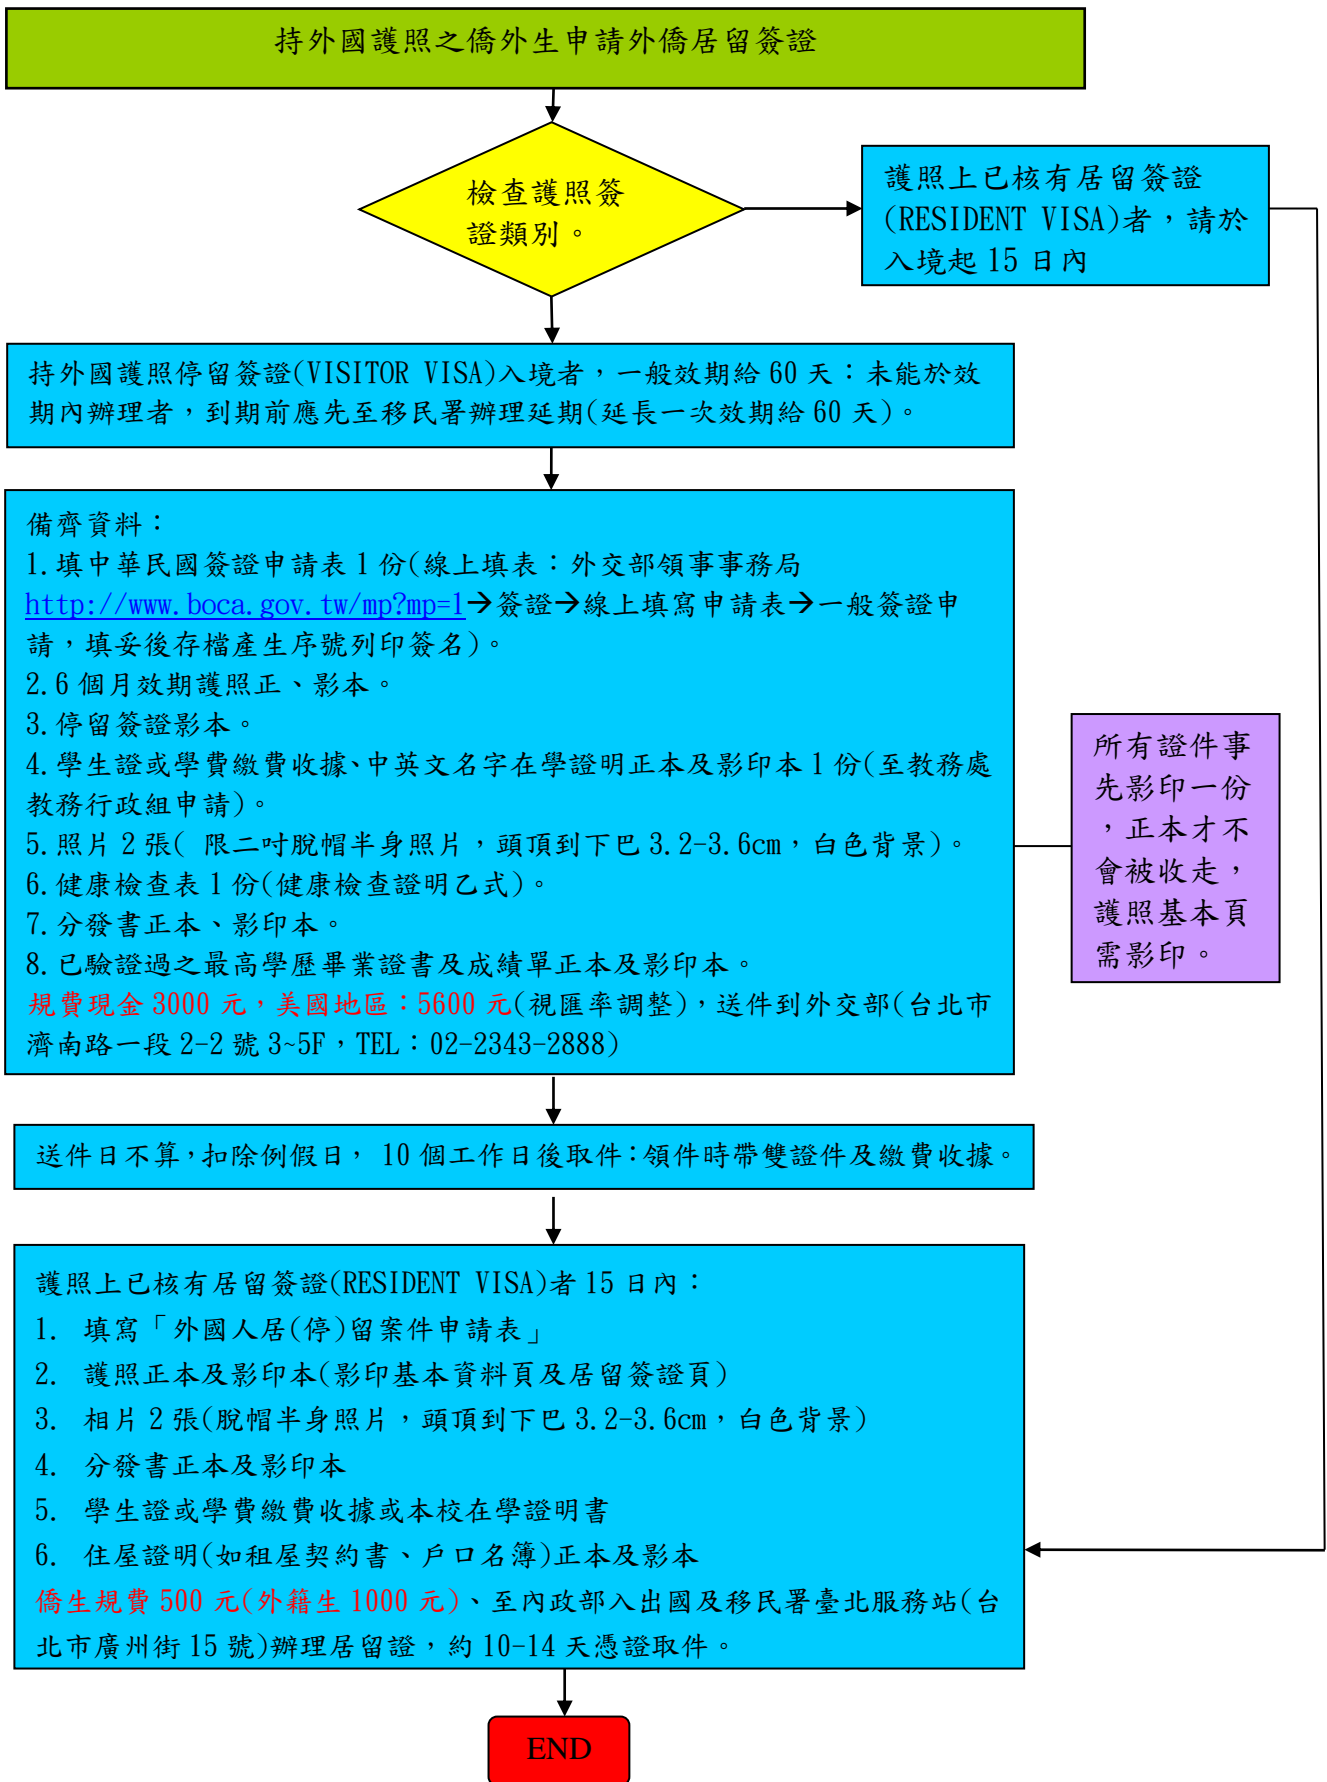 持外國護照之僑外生申請外僑居留簽證
檢查護照簽
證類別。
護照上已核有居留簽證
(RESIDENT VISA)者，請於
入境起 15 日內
持外國護照停留簽證(VISITOR VISA)入境者，一般效期給 60 天：未能於效
期內辦理者，到期前應先至移民署辦理延期(延長一次效期給 60 天)。
備齊資料：
1.填中華民國簽證申請表 1 份(線上填表：外交部領事事務局
http://www.boca.gov.tw/mp?mp=1→簽證→線上填寫申請表→一般簽證申
請，填妥後存檔產生序號列印簽名)。
2.6 個月效期護照正、影本。
3.停留簽證影本。
4.學生證或學費繳費收據、中英文名字在學證明正本及影印本 1 份(至教務處
教務行政組申請)。
5.照片 2 張( 限二吋脫帽半身照片，頭頂到下巴 3.2-3.6cm，白色背景)。
6.健康檢查表 1 份(健康檢查證明乙式)。
7.分發書正本、影印本。
8.已驗證過之最高學歷畢業證書及成績單正本及影印本。
規費現金 3000 元，美國地區：5600 元(視匯率調整)，送件到外交部(台北市
濟南路一段 2-2 號 3~5F，TEL：02-2343-2888)
所有證件事
先影印一份
，正本才不
會被收走，
護照基本頁
需影印。
送件日不算，扣除例假日， 10 個工作日後取件：領件時帶雙證件及繳費收據。
護照上已核有居留簽證(RESIDENT VISA)者 15 日內：
1. 填寫「外國人居(停)留案件申請表」
2. 護照正本及影印本(影印基本資料頁及居留簽證頁)
3. 相片 2 張(脫帽半身照片，頭頂到下巴 3.2-3.6cm，白色背景)
4. 分發書正本及影印本
5. 學生證或學費繳費收據或本校在學證明書
6. 住屋證明(如租屋契約書、戶口名簿)正本及影本
僑生規費 500 元(外籍生 1000 元)、至內政部入出國及移民署臺北服務站(台
北市廣州街 15 號)辦理居留證，約 10-14 天憑證取件。
END